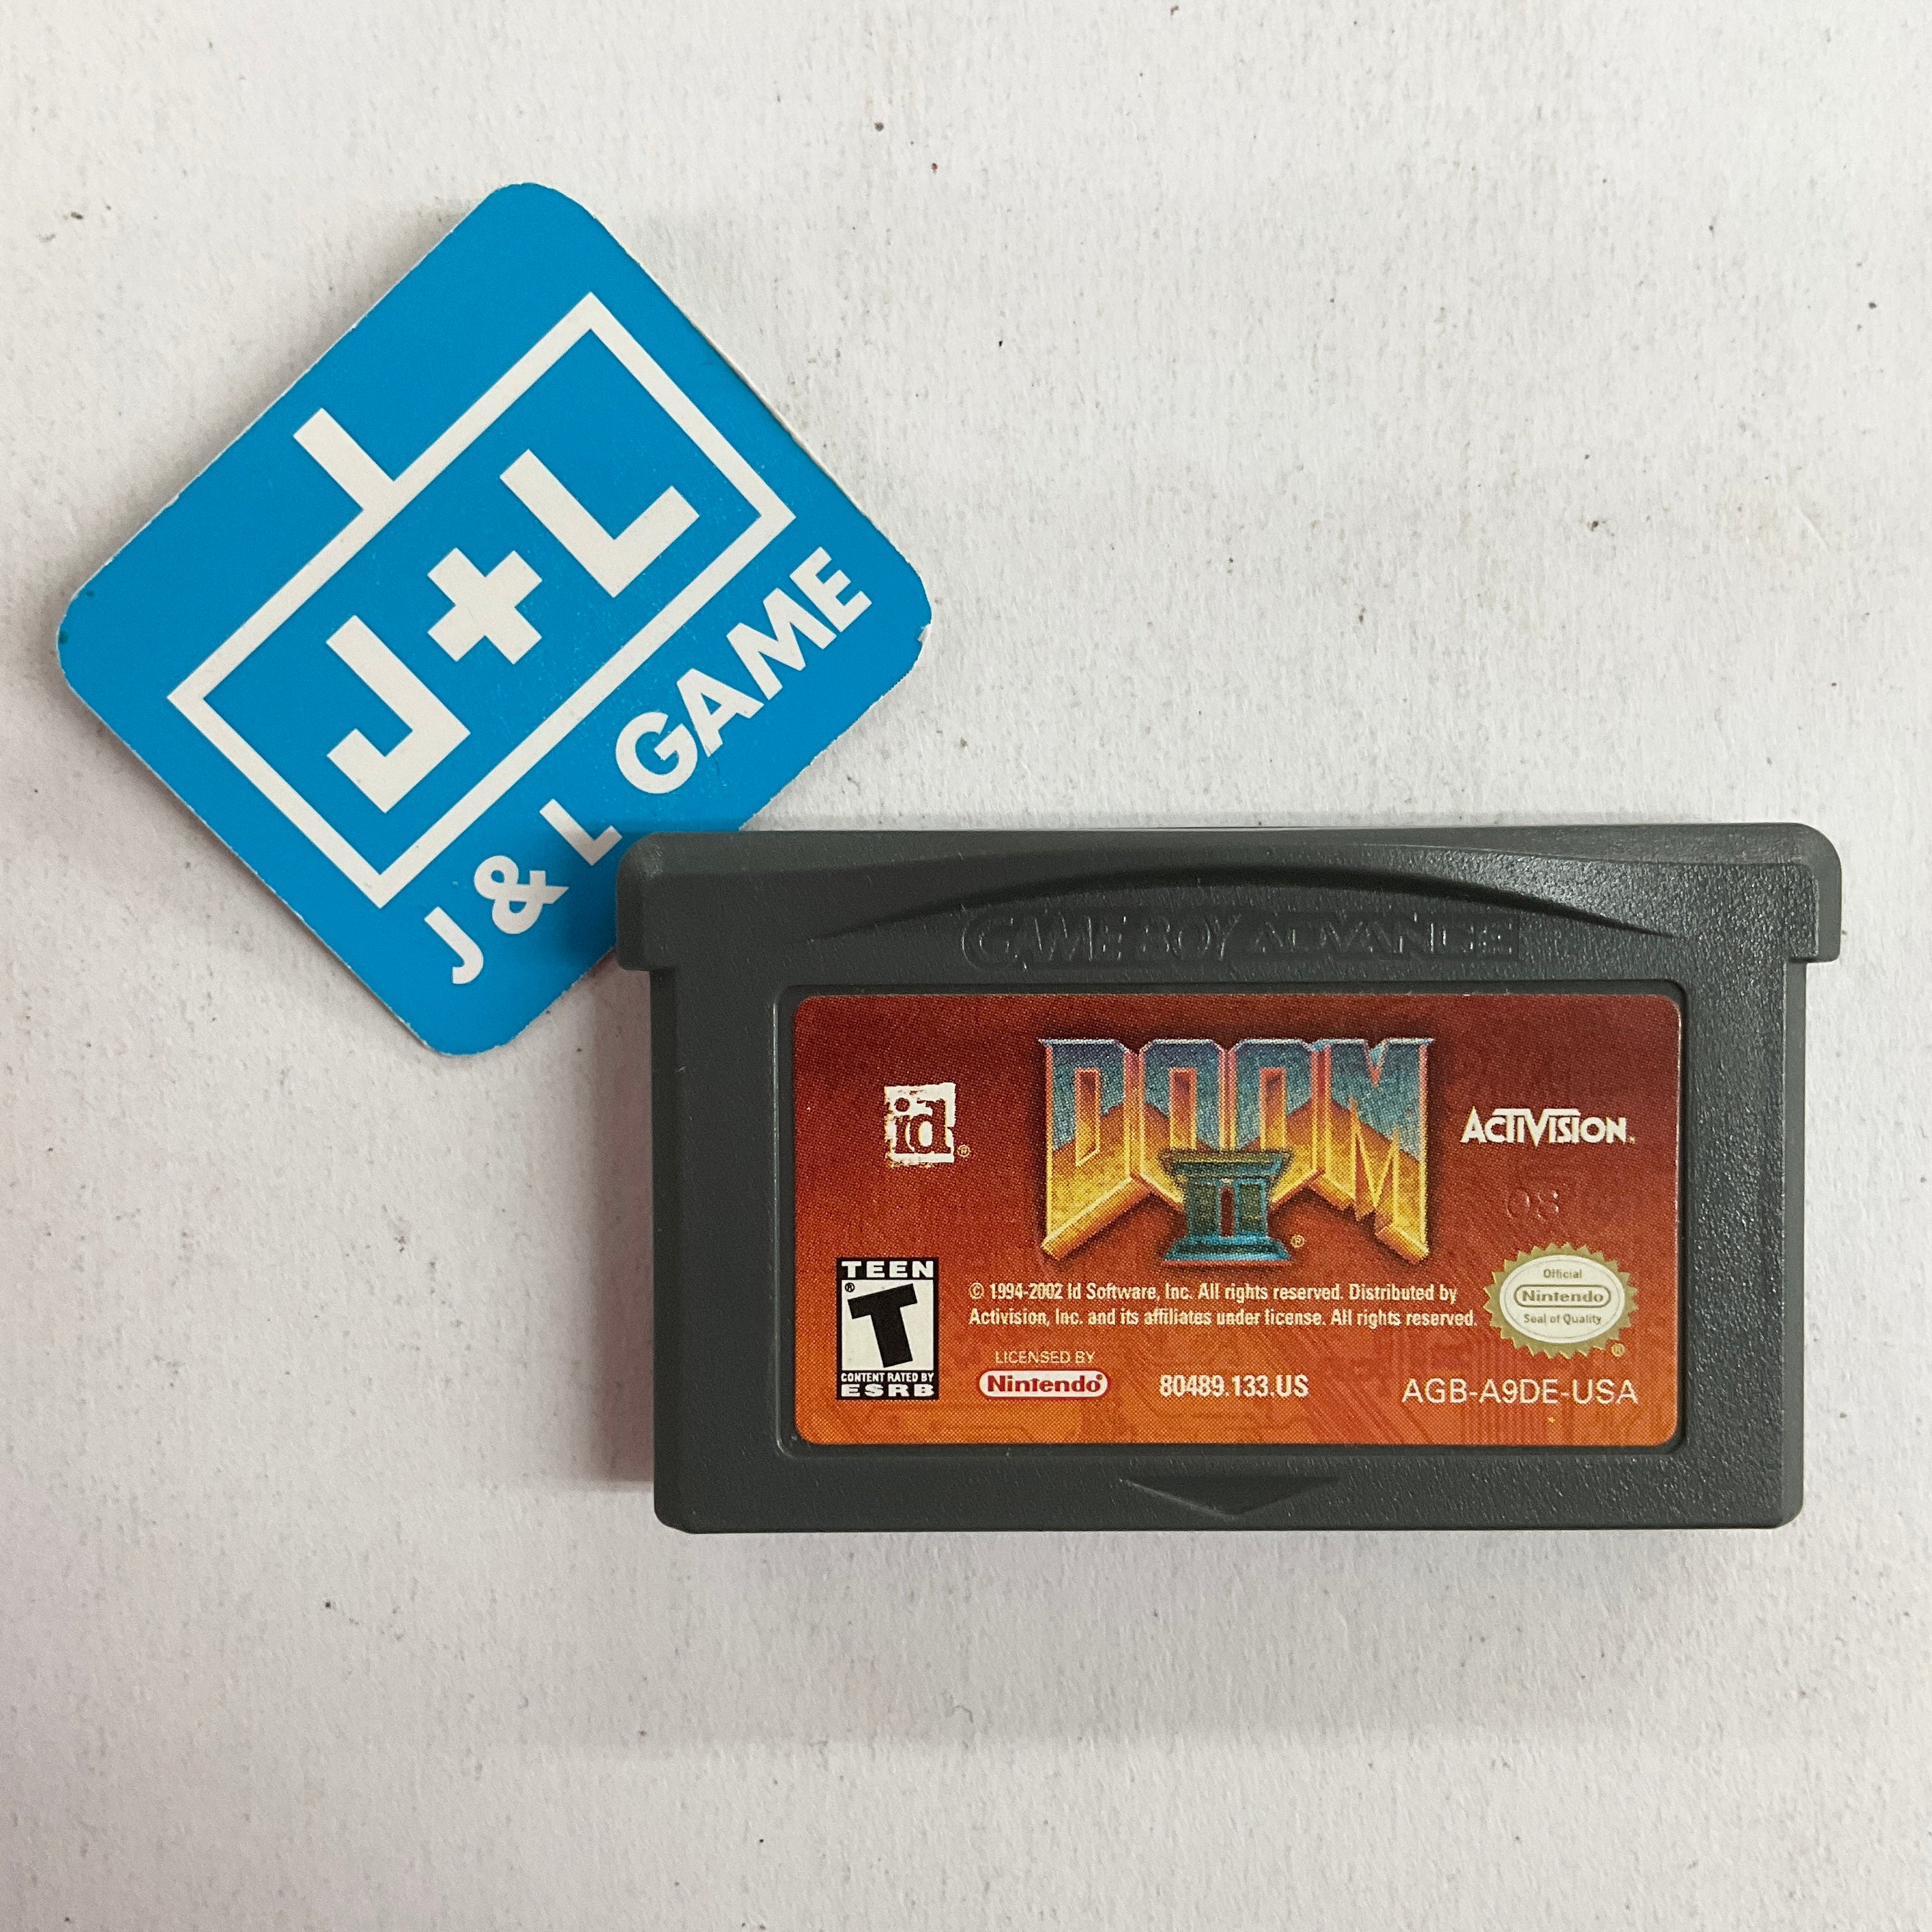 J+L
J & L GAME
GAME BOY ADVANCE
id®
DOOM
II®
ACTIVISION.
08
TEEN
T®
CONTENT RATED BY
ESRB
© 1994-2002 Id Software, Inc. All rights reserved. Distributed by
Activision, Inc. and its affiliates under license. All rights reserved.
Official
Nintendo
Seal of Quality
®
LICENSED BY
Nintendo®
80489.133.US
AGB-A9DE-USA